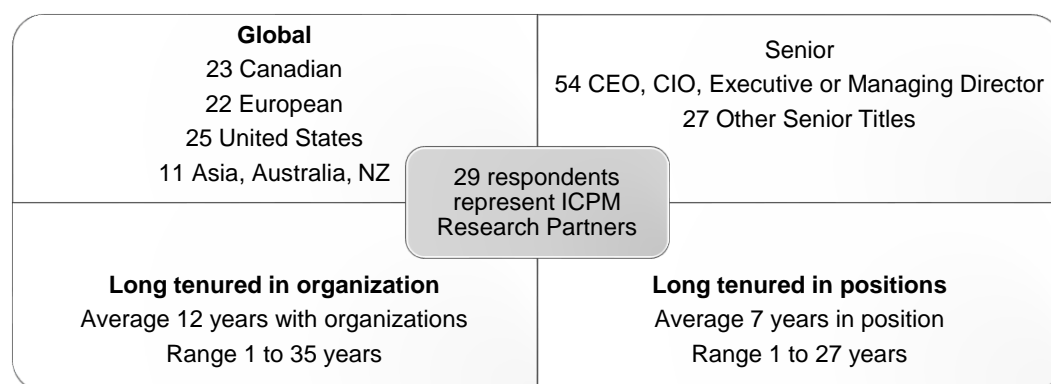 Global
23 Canadian
22 European
25 United States
11 Asia, Australia, NZ
Senior
54 CEO, CIO, Executive or Managing Director
27 Other Senior Titles
29 respondents
represent ICPM
Research Partners
Long tenured in organization
Average 12 years with organizations
Range 1 to 35 years
Long tenured in positions
Average 7 years in position
Range 1 to 27 years